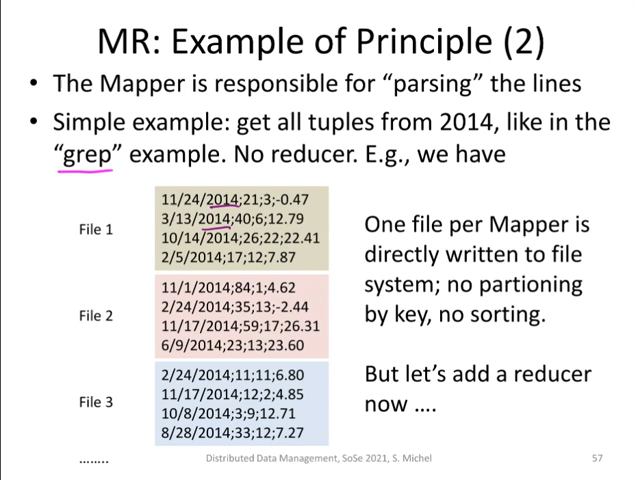 MR: Example of Principle (2)
• The Mapper is responsible for “parsing” the lines
• Simple example: get all tuples from 2014, like in the
“grep” example. No reducer. E.g., we have
File 1
11/24/2014;21;3;-0.47
3/13/2014;40;6;12.79
10/14/2014;26;22;22.41
2/5/2014;17;12;7.87
File 2
11/1/2014;84;1;4.62
2/24/2014;35;13;-2.44
11/17/2014;59;17;26.31
6/9/2014;23;13;23.60
File 3
2/24/2014;11;11;6.80
11/17/2014;12;2;4.85
10/8/2014;3;9;12.71
8/28/2014;33;12;7.27
........
One file per Mapper is
directly written to file
system; no partioning
by key, no sorting.
But let’s add a reducer
now ....
Distributed Data Management, SoSe 2021, S. Michel
57